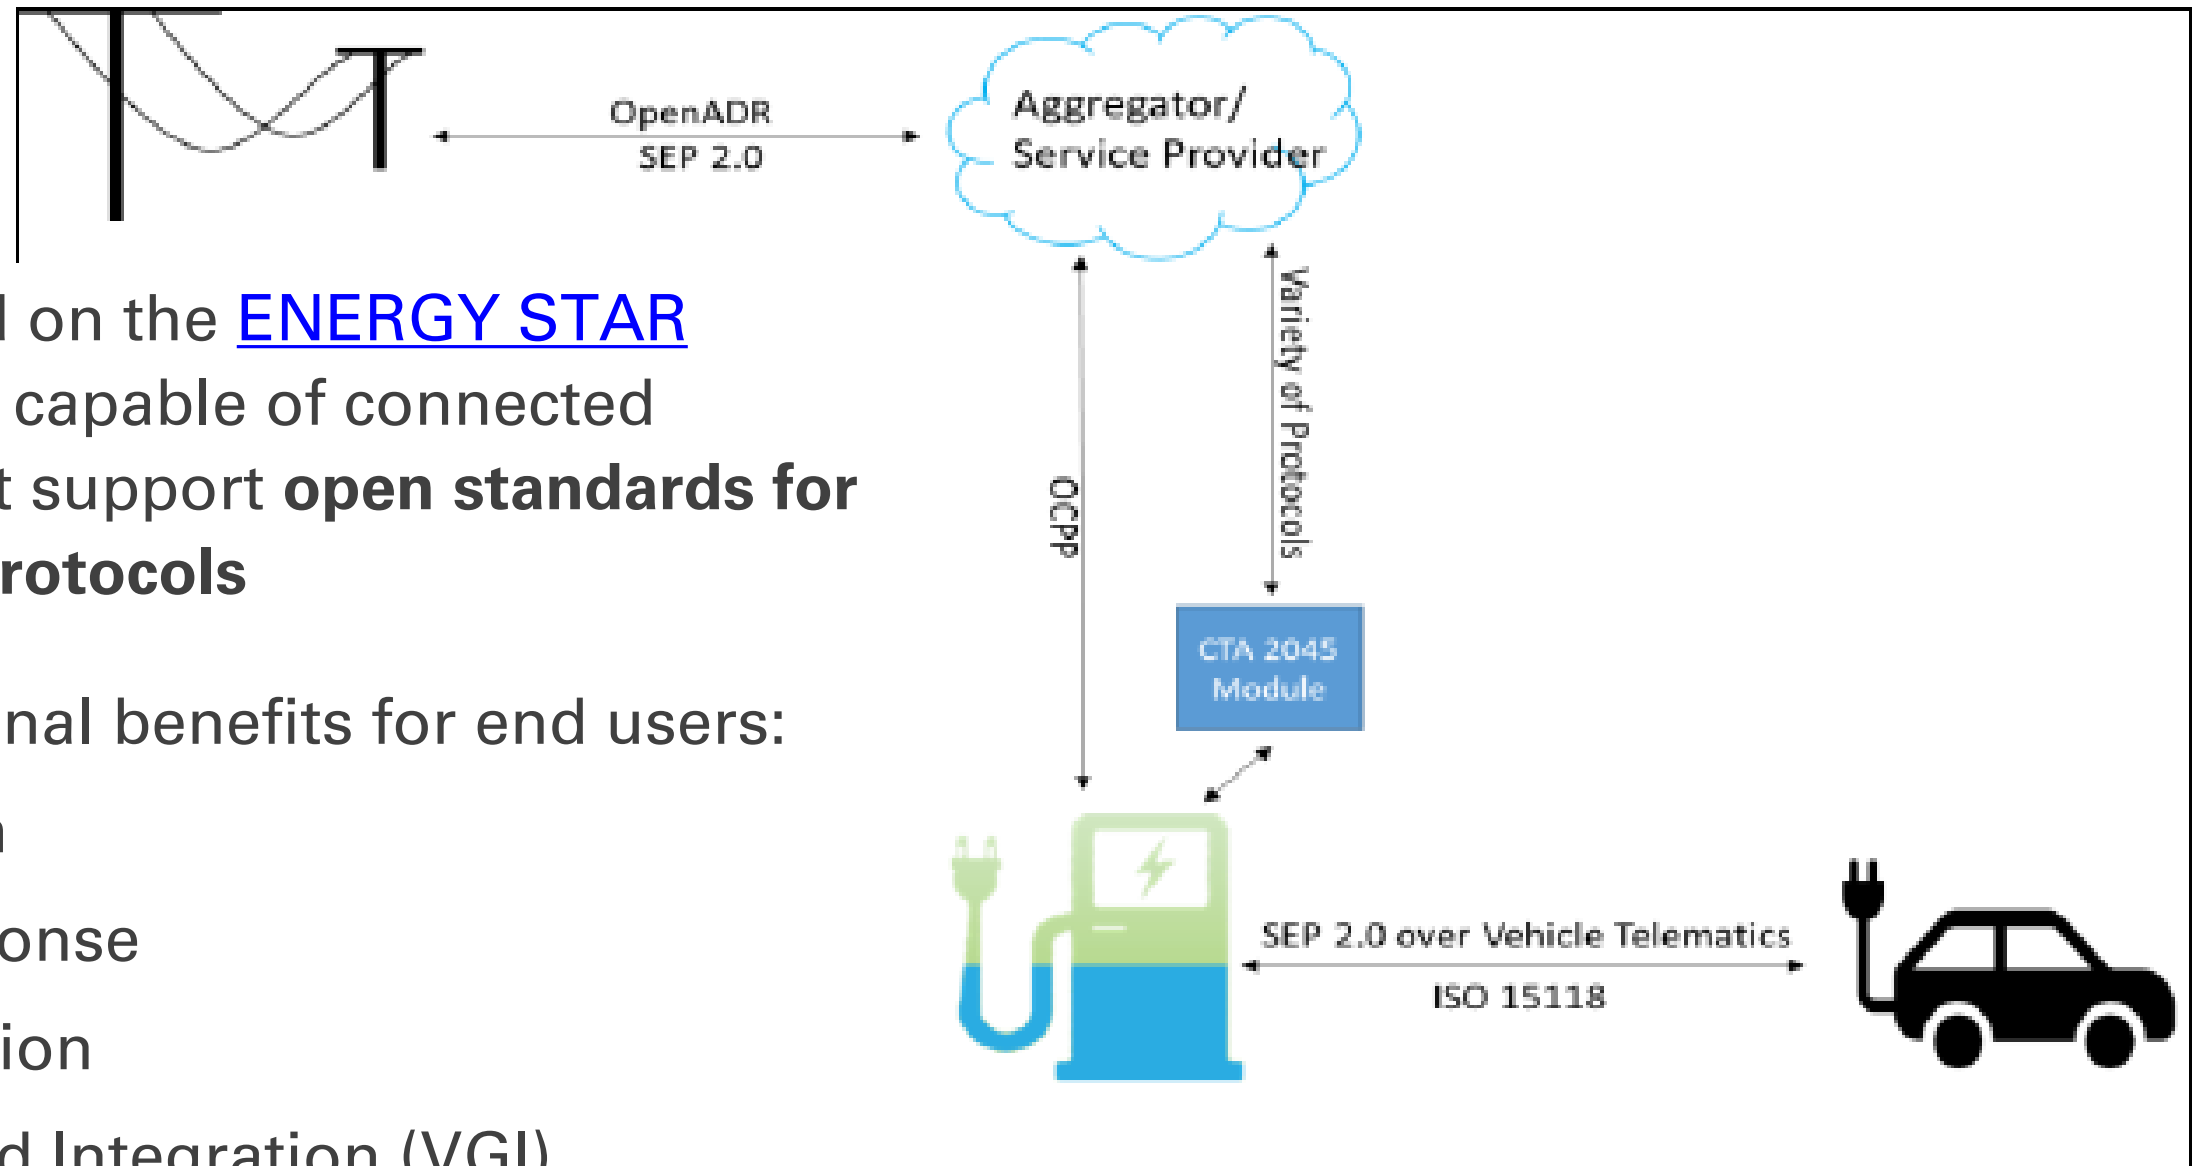 OpenADR
SEP 2.0
Aggregator/
Service Provider
on the ENERGY STAR
capable of connected
support open standards for
rotocols
nal benefits for end users:
onse
ion
Integration (VGI)
OCPP
Variety of Protocols
CTA 2045
Module
SEP 2.0 over Vehicle Telematics
ISO 15118